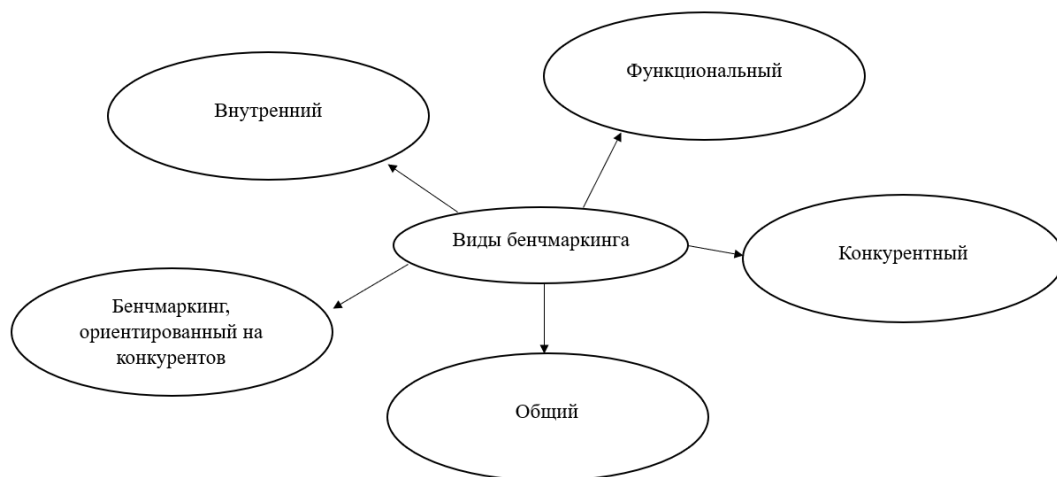 Функциональный
Внутренний
Виды бенчмаркинга
Конкурентный
Бенчмаркинг,
ориентированный на
конкурентов
Общий